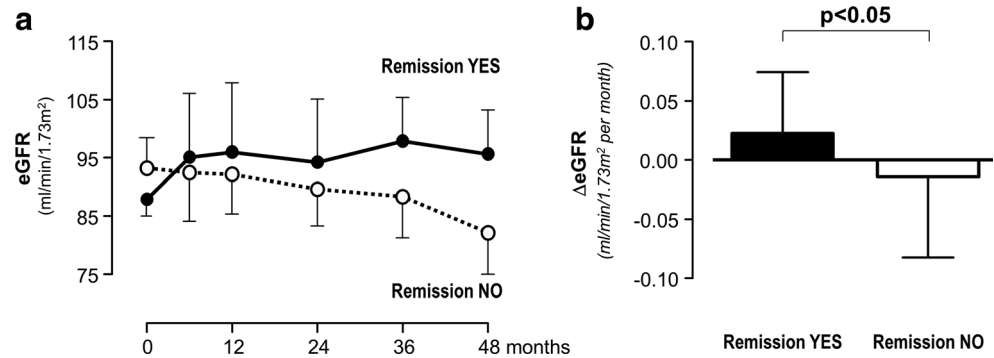 a
115
105
95
85
75
eGFR
(ml/min/1.73m²)
Remission YES
Remission NO
0 12 24 36 48 months
b
p<0.05
0.10
0.05
0.00
-0.05
-0.10
ΔeGFR
(ml/min/1.73m² per month)
Remission YES Remission NO